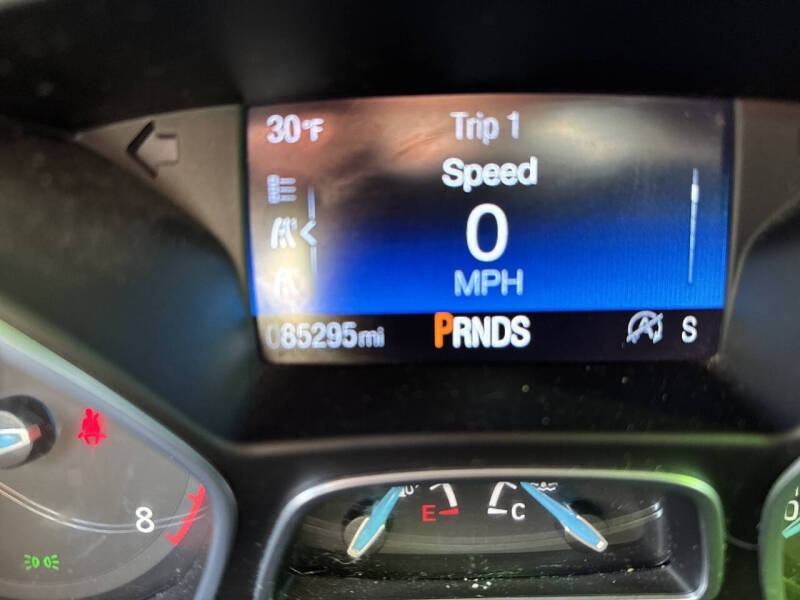 30°F
Trip 1
Speed
0
MPH
085295mi
PRNDS
S
8
E
C